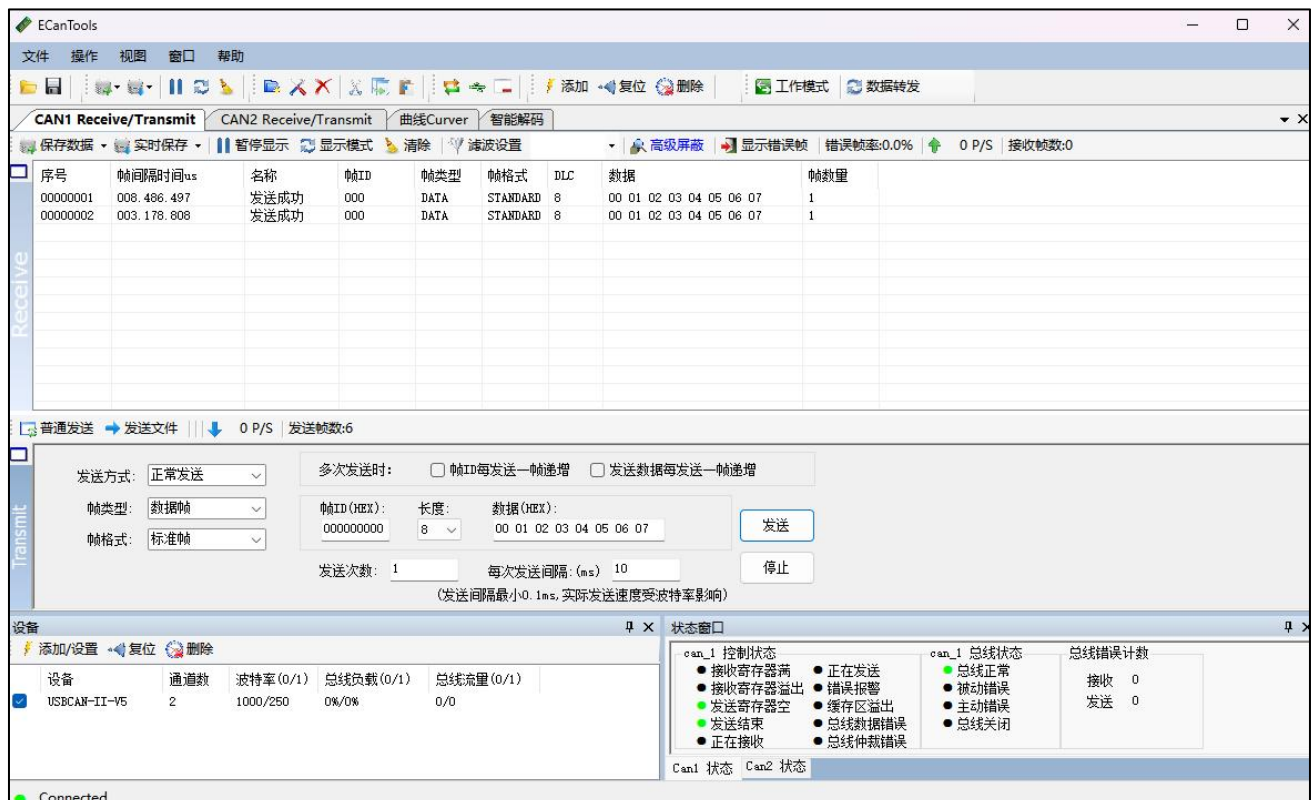 ECanTools
文件 操作 视图 窗口 帮助
添加 复位 删除 工作模式 数据转发
CAN1 Receive/Transmit CAN2 Receive/Transmit 曲线Curver 智能解码
保存数据 实时保存 暂停显示 显示模式 清除 滤波设置 高级屏蔽 显示错误帧 错误帧率:0.0% 0 P/S 接收帧数:0
序号 帧间隔时间us 名称 帧ID 帧类型 帧格式 DLC 数据 帧数量
00000001 008.486.497 发送成功 000 DATA STANDARD 8 00 01 02 03 04 05 06 07 1
00000002 003.178.808 发送成功 000 DATA STANDARD 8 00 01 02 03 04 05 06 07 1
Receive
普通发送 发送文件 0 P/S 发送帧数:6
发送方式: 正常发送 多次发送时: 帧ID每发送一帧递增 发送数据每发送一帧递增
帧类型: 数据帧 帧ID(HEX): 长度: 数据(HEX):
000000000 8 00 01 02 03 04 05 06 07 发送
帧格式: 标准帧
发送次数: 1 每次发送间隔:(ms) 10 停止
(发送间隔最小0.1ms,实际发送速度受波特率影响)
Transmit
设备
添加/设置 复位 删除
设备 通道数 波特率(0/1) 总线负载(0/1) 总线流量(0/1)
USBCAN-II-V5 2 1000/250 0%/0% 0/0
状态窗口
can_1 控制状态 can_1 总线状态 总线错误计数
接收寄存器满 正在发送 总线正常 接收 0
接收寄存器溢出 错误报警 被动错误
发送寄存器空 缓存区溢出 主动错误 发送 0
发送结束 总线数据错误 总线关闭
正在接收 总线仲裁错误
Can1 状态 Can2 状态
Connected